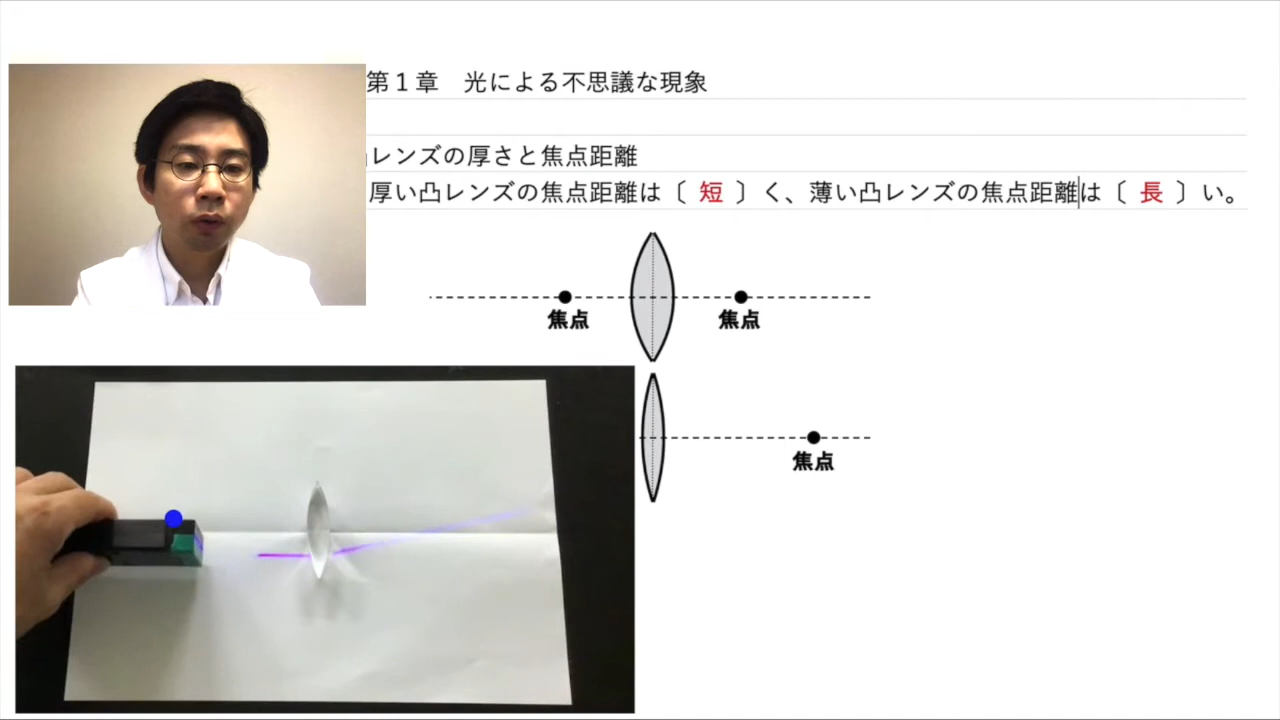 第1章 光による不思議な現象
レンズの厚さと焦点距離
厚い凸レンズの焦点距離は〔 短 〕く、薄い凸レンズの焦点距離は〔 長 〕い。
焦点 焦点
焦点